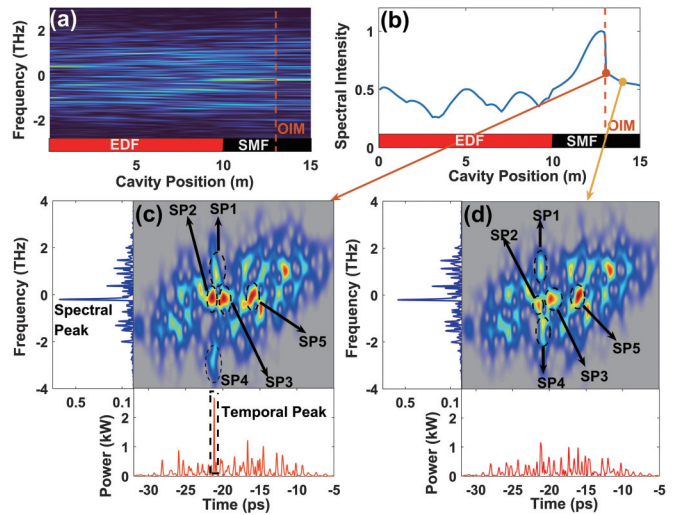 (a)
Frequency (THz)
2
0
-2
EDF
SMF
OIM
5
10
15
Cavity Position (m)
(b)
Spectral Intensity
1
0.5
0
EDF
SMF
OIM
0
5
10
15
Cavity Position (m)
(c)
SP2
SP1
Frequency (THz)
4
2
0
-2
-4
Spectral
Peak
SP5
SP3
SP4
0.5
0.1
Power (kW)
2
1
0
Temporal Peak
-30
-25
-20
-15
-10
-5
Time (ps)
(d)
SP1
SP2
Frequency (THz)
4
2
0
-2
-4
SP5
SP3
SP4
0.5
0.1
Power (kW)
2
1
0
-30
-25
-20
-15
-10
-5
Time (ps)